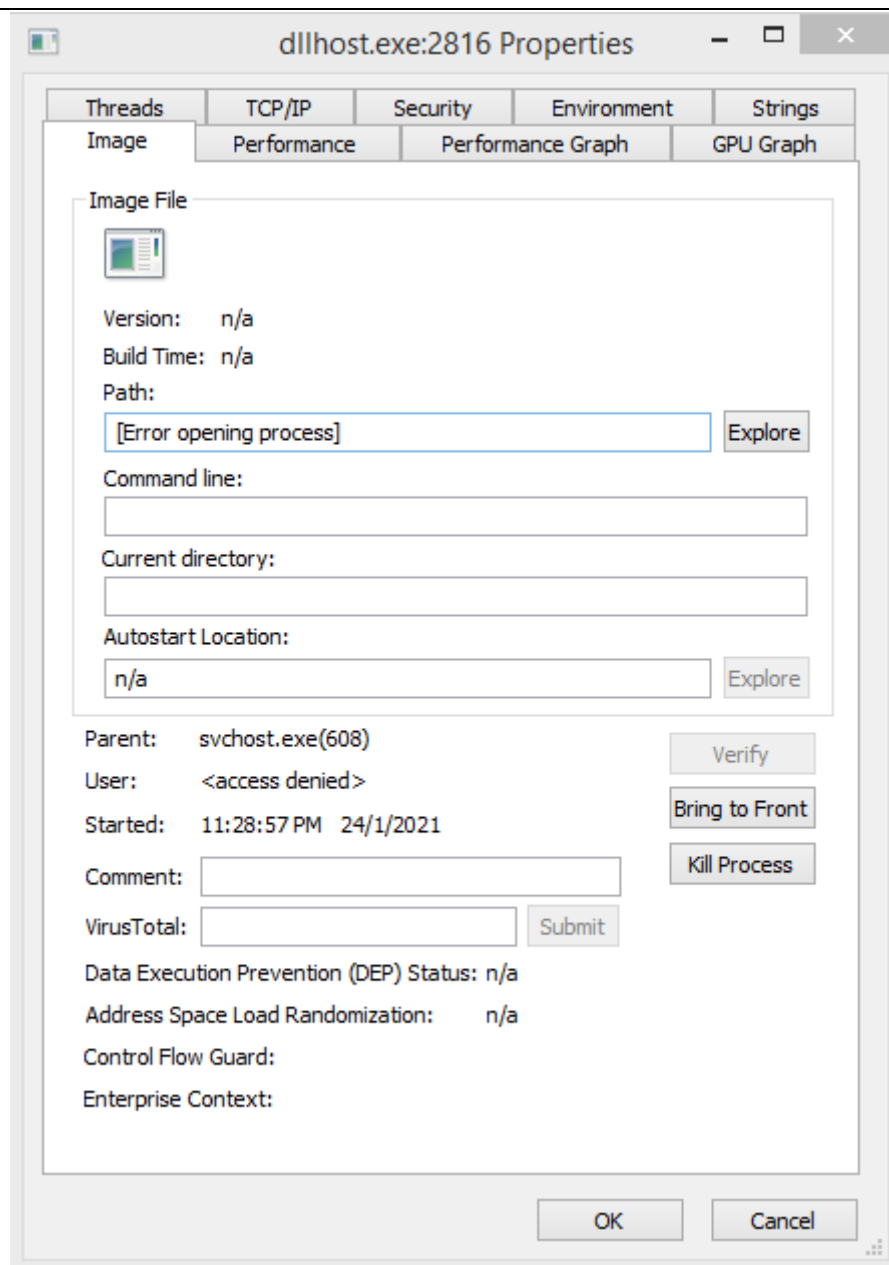 dllhost.exe:2816 Properties
Threads TCP/IP Security Environment Strings
Image Performance Performance Graph GPU Graph
Image File
Version: n/a
Build Time: n/a
Path:
[Error opening process] Explore
Command line:
Current directory:
Autostart Location:
n/a Explore
Parent: svchost.exe(608)
Verify
User: <access denied>
Bring to Front
Started: 11:28:57 PM 24/1/2021
Kill Process
Comment:
VirusTotal: Submit
Data Execution Prevention (DEP) Status: n/a
Address Space Load Randomization: n/a
Control Flow Guard:
Enterprise Context:
OK Cancel